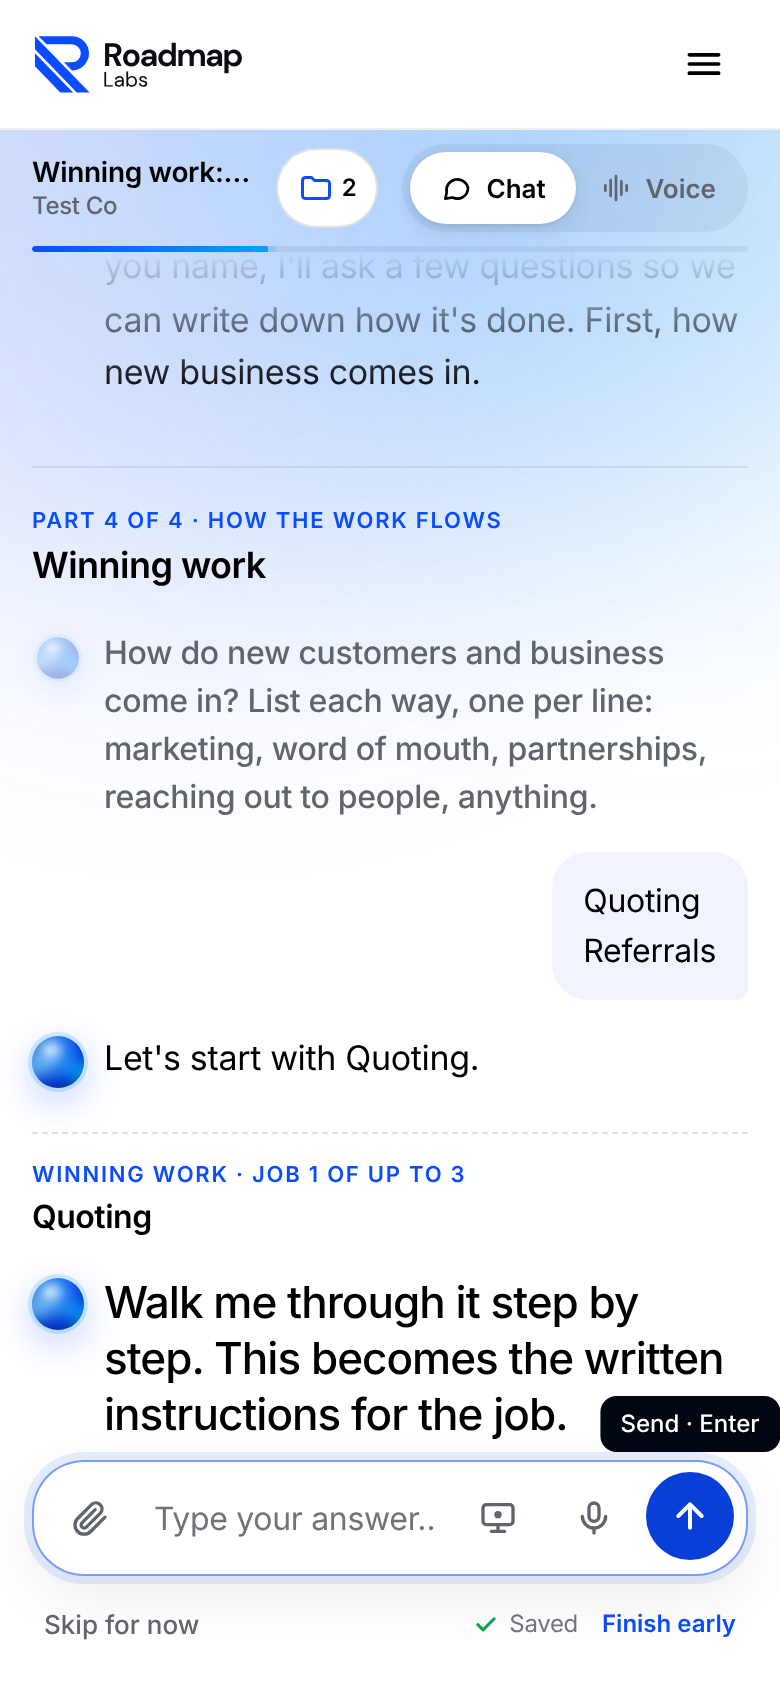 Roadmap
Labs
Winning work:...
Test Co
2
Chat
Voice
you name, I'll ask a few questions so we
can write down how it's done. First, how
new business comes in.
PART 4 OF 4 · HOW THE WORK FLOWS
Winning work
How do new customers and business
come in? List each way, one per line:
marketing, word of mouth, partnerships,
reaching out to people, anything.
Quoting
Referrals
Let's start with Quoting.
WINNING WORK · JOB 1 OF UP TO 3
Quoting
Walk me through it step by
step. This becomes the written
instructions for the job.
Send · Enter
Type your answer..
Skip for now
Saved
Finish early